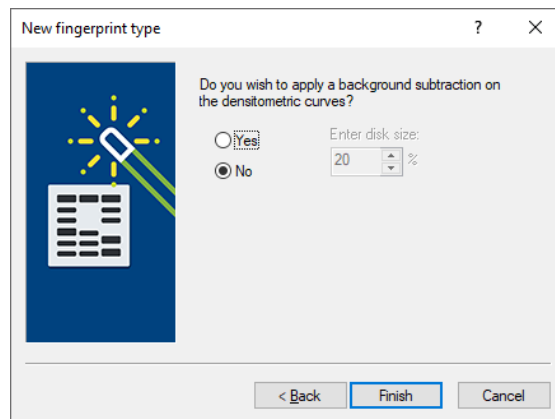 New fingerprint type
?
Do you wish to apply a background subtraction on
the densitometric curves?
Yes
Enter disk size:
20 %
No
< Back
Finish
Cancel